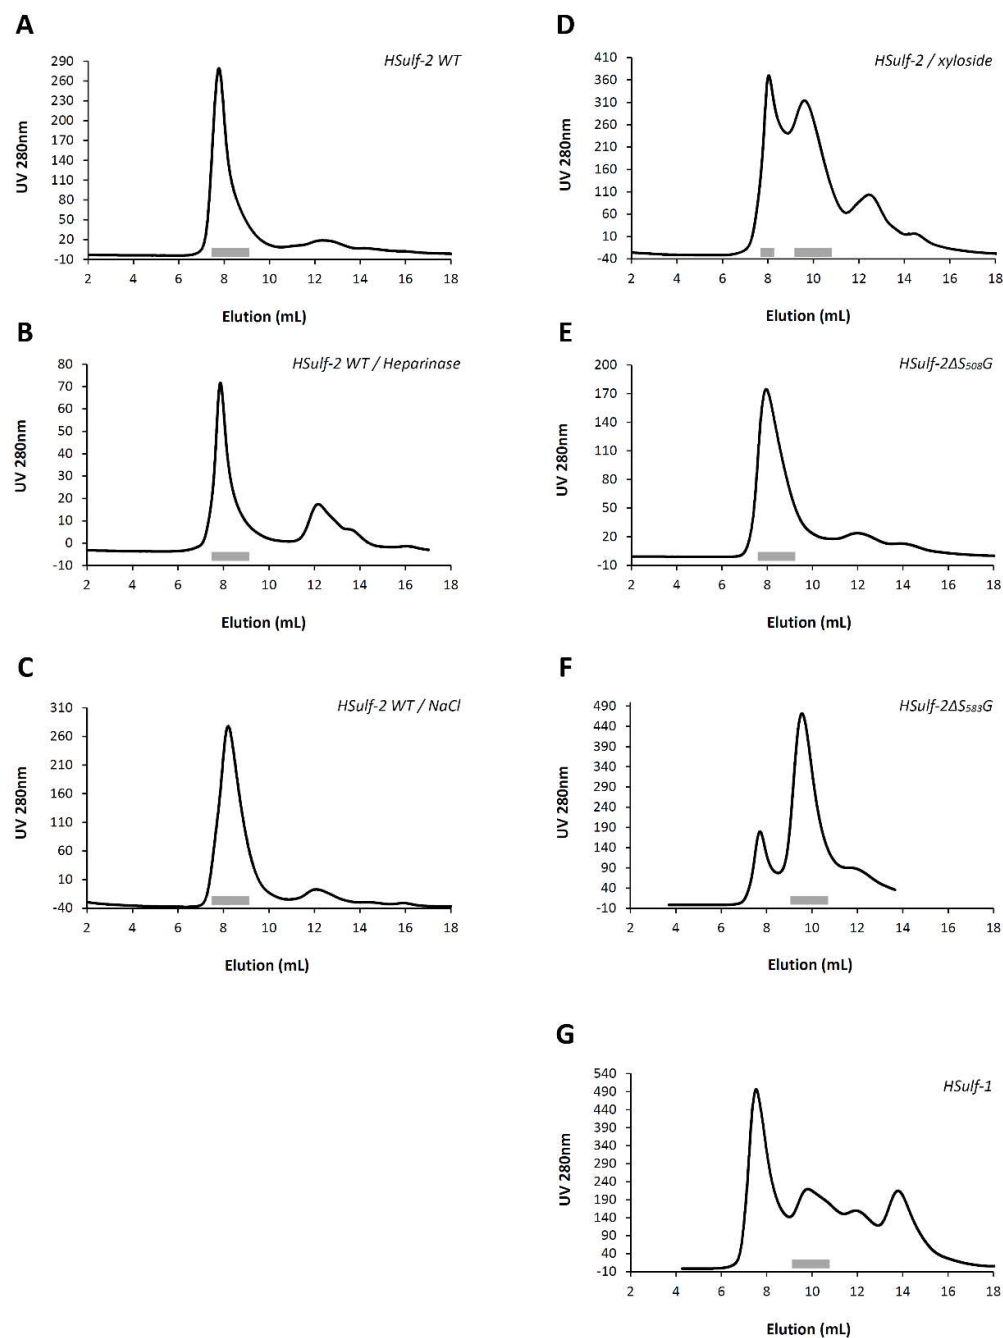 A
HSulf-2 WT
UV 280nm
290
260
230
200
170
140
110
80
50
20
-10
2 4 6 8 10 12 14 16 18
Elution (mL)
B
HSulf-2 WT / Heparinase
UV 280nm
80
70
60
50
40
30
20
10
0
-10
2 4 6 8 10 12 14 16 18
Elution (mL)
C
HSulf-2 WT / NaCl
UV 280nm
310
260
210
160
110
60
10
-40
2 4 6 8 10 12 14 16 18
Elution (mL)
D
HSulf-2 / xyloside
UV 280nm
410
360
310
260
210
160
110
60
10
-40
2 4 6 8 10 12 14 16 18
Elution (mL)
E
HSulf-2ΔS₅₀₈G
UV 280nm
200
170
140
110
80
50
20
-10
2 4 6 8 10 12 14 16 18
Elution (mL)
F
HSulf-2ΔS₅₈₃G
UV 280nm
490
440
390
340
290
240
190
140
90
40
-10
2 4 6 8 10 12 14 16 18
Elution (mL)
G
HSulf-1
UV 280nm
540
490
440
390
340
290
240
190
140
90
40
-10
2 4 6 8 10 12 14 16 18
Elution (mL)